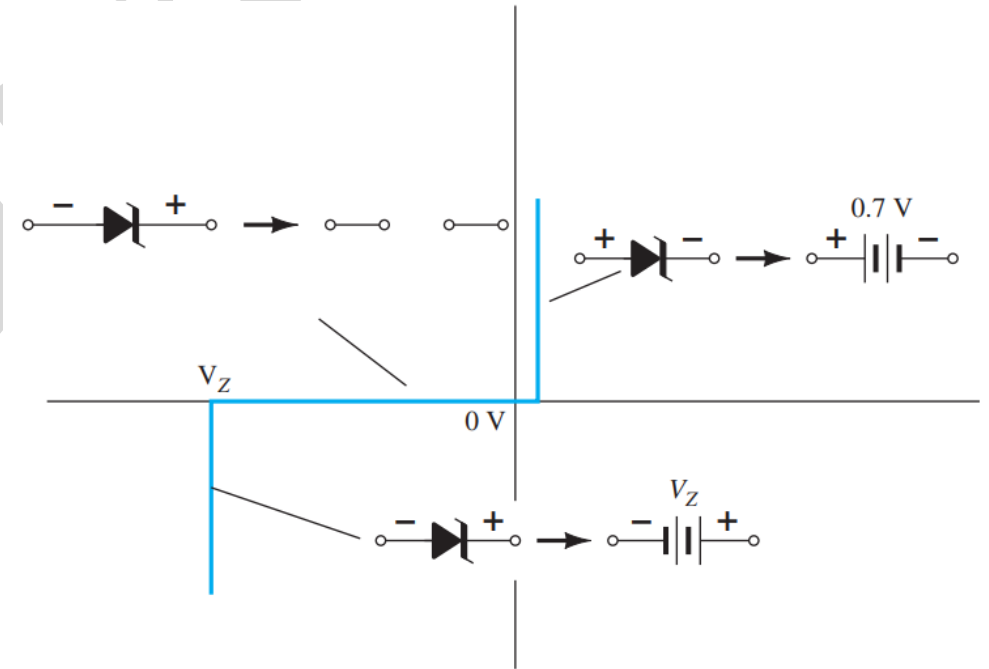 − +
0.7 V
+ − + −
V_Z
0 V
V_Z
− + − +